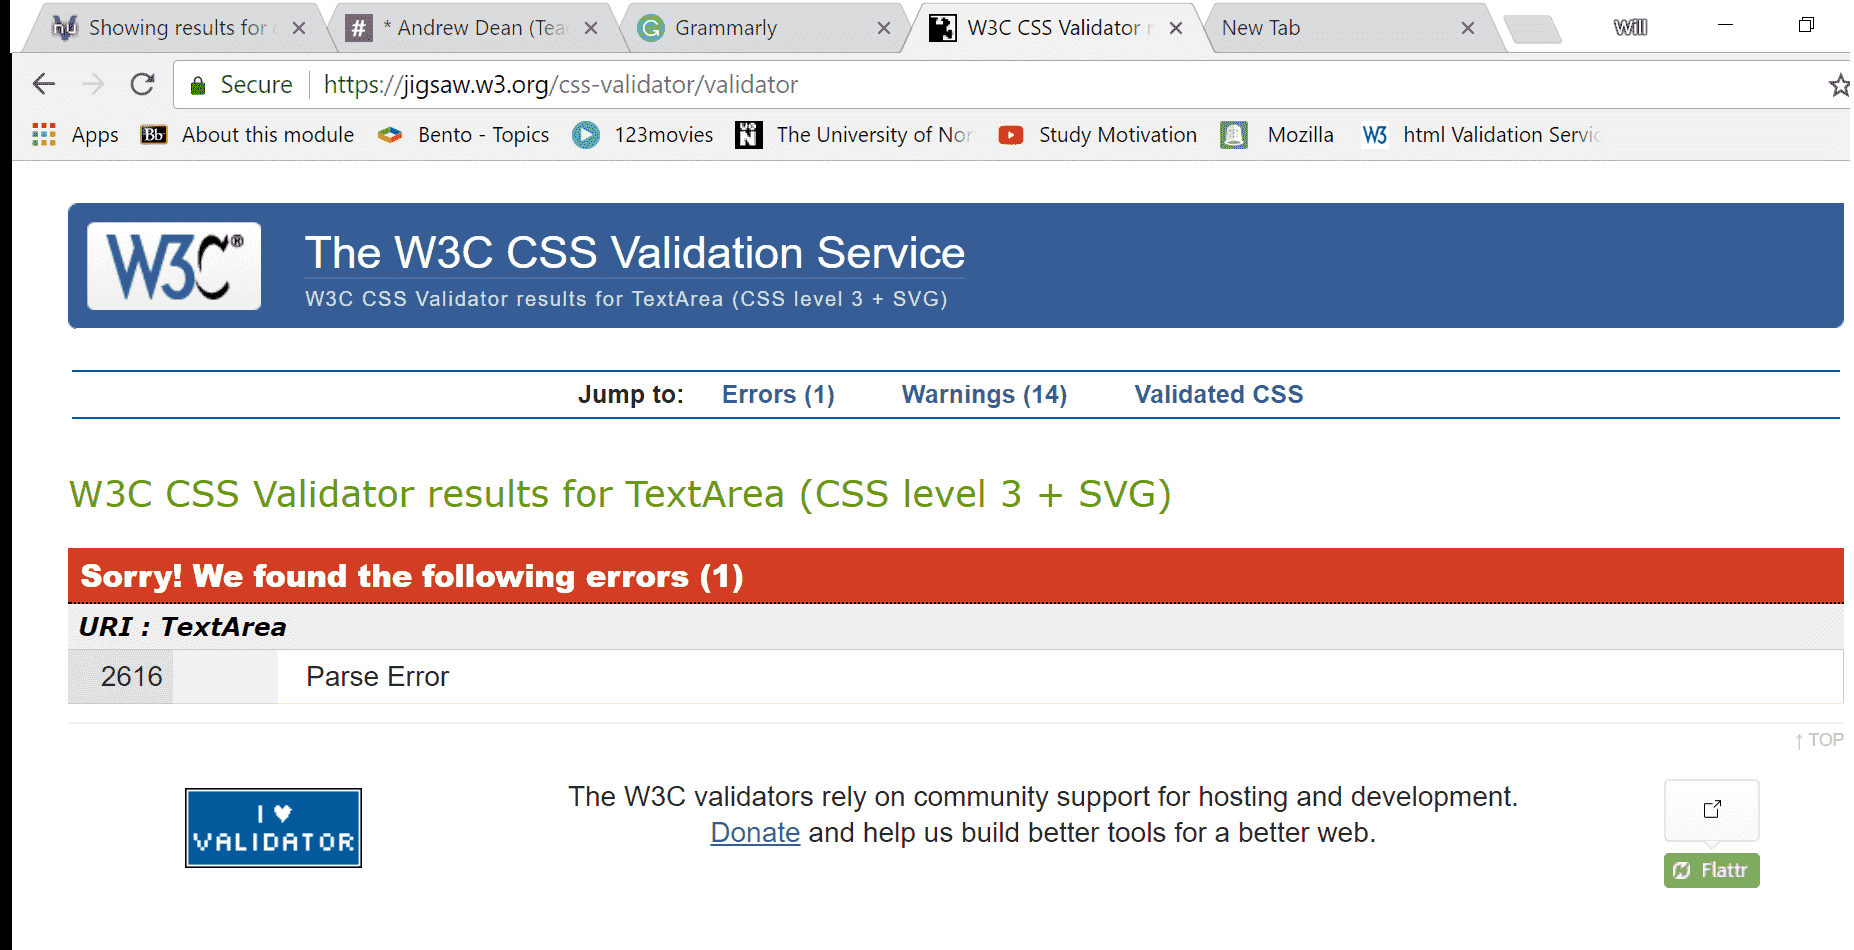 Showing results for
* Andrew Dean (Tea
Grammarly
W3C CSS Validator r
New Tab
Will
Secure https://jigsaw.w3.org/css-validator/validator
Apps
Bb About this module
Bento - Topics
123movies
The University of Nor
Study Motivation
Mozilla
W3 html Validation Servic
W3C®
The W3C CSS Validation Service
W3C CSS Validator results for TextArea (CSS level 3 + SVG)
Jump to: Errors (1) Warnings (14) Validated CSS
W3C CSS Validator results for TextArea (CSS level 3 + SVG)
Sorry! We found the following errors (1)
URI : TextArea
2616 Parse Error
↑ TOP
I ♥
VALIDATOR
The W3C validators rely on community support for hosting and development.
Donate and help us build better tools for a better web.
Flattr